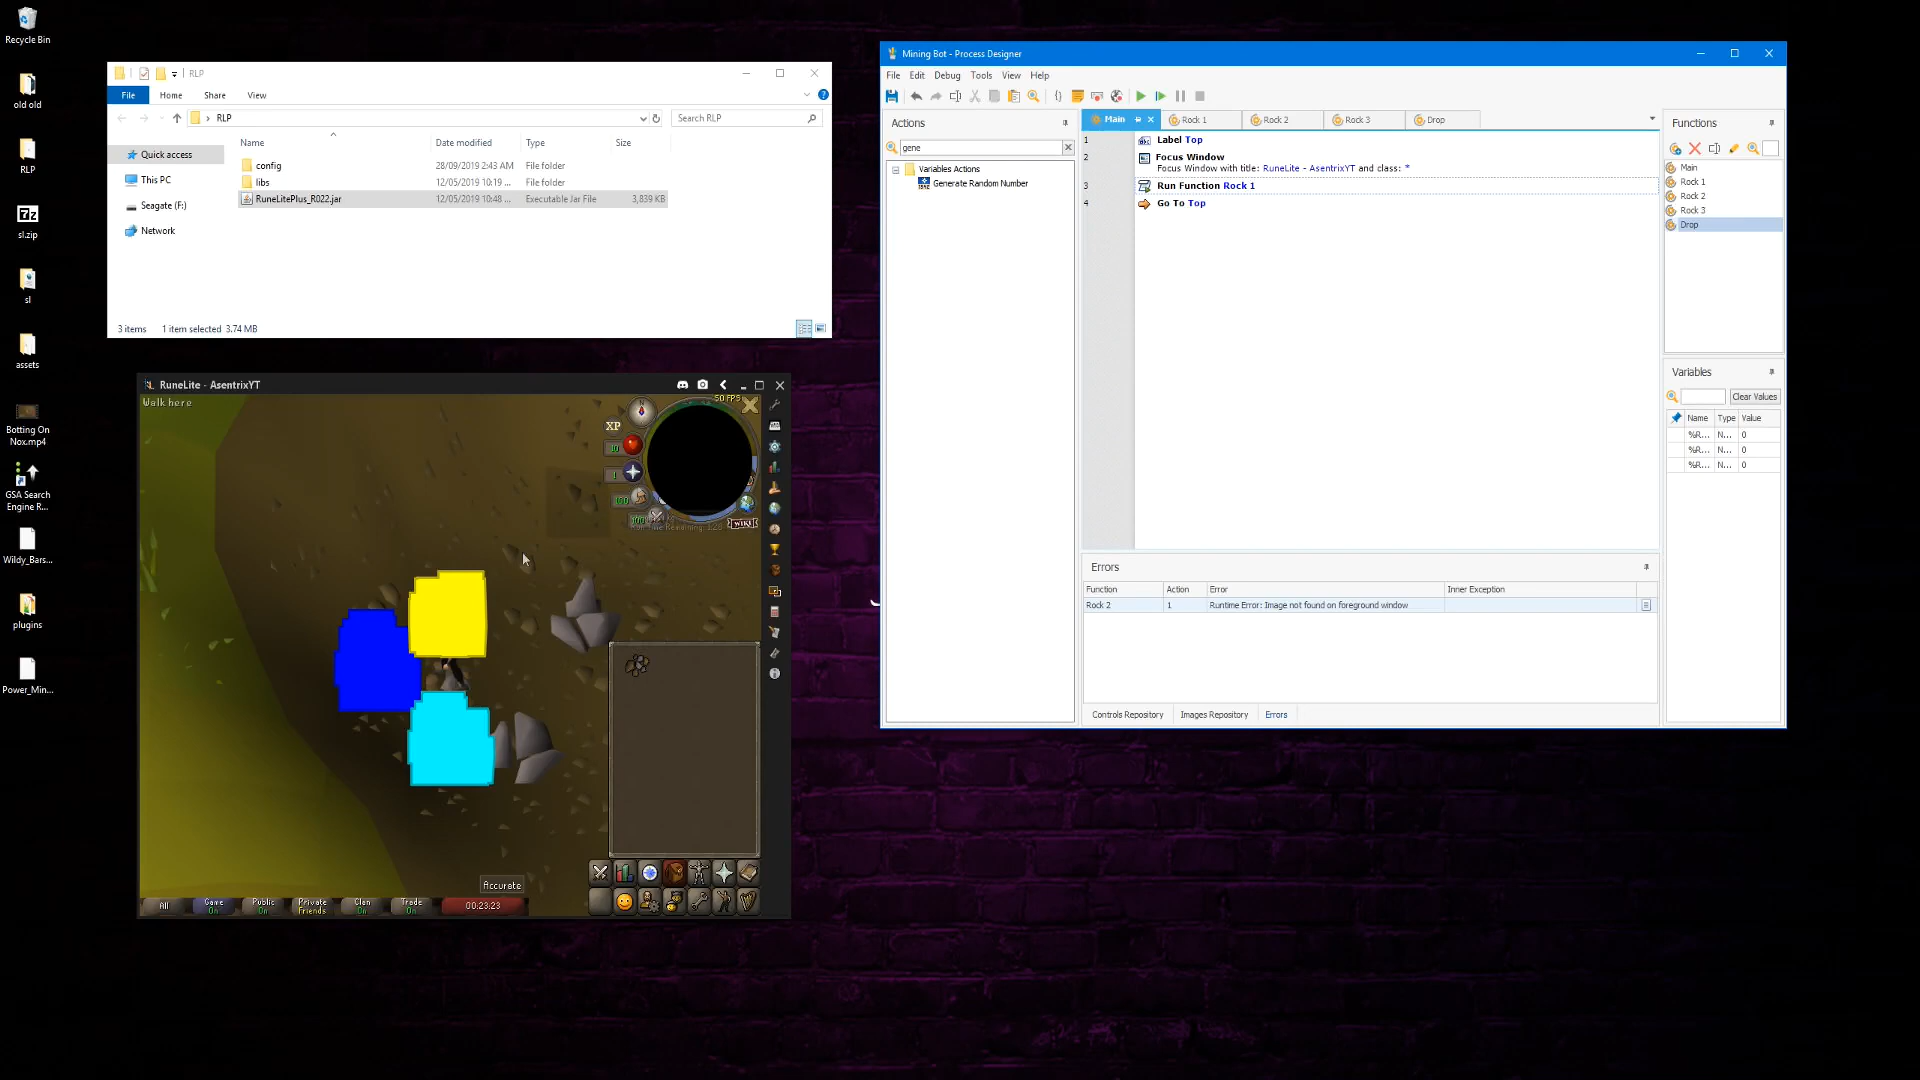 Recycle Bin
old old
RLP
sl.zip
sl
assets
Botting On
Nox.mp4
GSA Search
Engine R...
Wildy_Bars...
plugins
Power_Min...
RLP
File Home Share View
RLP
Search RLP
Quick access
This PC
Seagate (F:)
Network
Name Date modified Type Size
config 28/09/2019 2:43 AM File folder
libs 12/05/2019 10:19 ... File folder
RuneLitePlus_R022.jar 12/05/2019 10:48 ... Executable Jar File 3,839 KB
3 items 1 item selected 3.74 MB
RuneLite - AsentrixYT
Walk here
50 FPS
XP
10
1
100
WIKI
Accurate
All
Game
On
Public
On
Private
Friends
Clan
On
Trade
On
00:23:23
Mining Bot - Process Designer
File Edit Debug Tools View Help
Actions
gene
Variables Actions
Generate Random Number
Main Rock 1 Rock 2 Rock 3 Drop
1 Label Top
2 Focus Window
Focus Window with title: RuneLite - AsentrixYT and class: *
3 Run Function Rock 1
4 Go To Top
Errors
Function Action Error Inner Exception
Rock 2 1 Runtime Error: Image not found on foreground window
Controls Repository Images Repository Errors
Functions
Main
Rock 1
Rock 2
Rock 3
Drop
Variables
Clear Values
Name Type Value
%R... N... 0
%R... N... 0
%R... N... 0